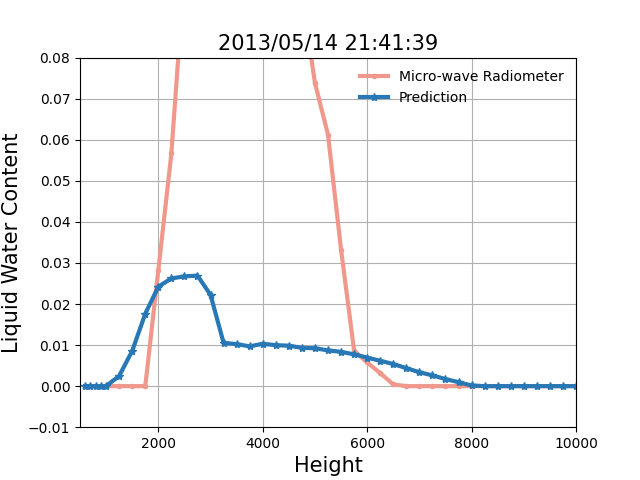 2013/05/14 21:41:39
0.08
0.07
0.06
0.05
0.04
0.03
0.02
0.01
0.00
−0.01
Liquid Water Content
Micro-wave Radiometer
Prediction
2000 4000 6000 8000 10000
Height